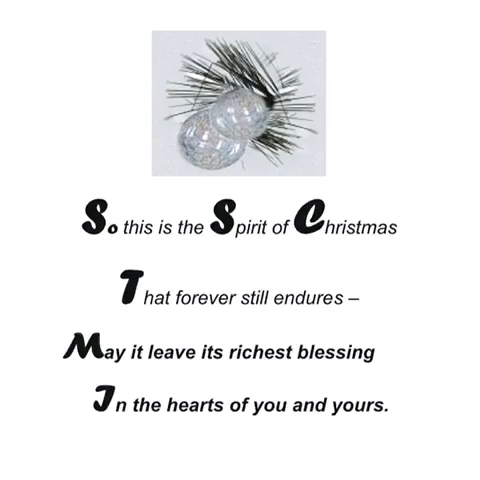 So this is the Spirit of Christmas
That forever still endures –
May it leave its richest blessing
In the hearts of you and yours.